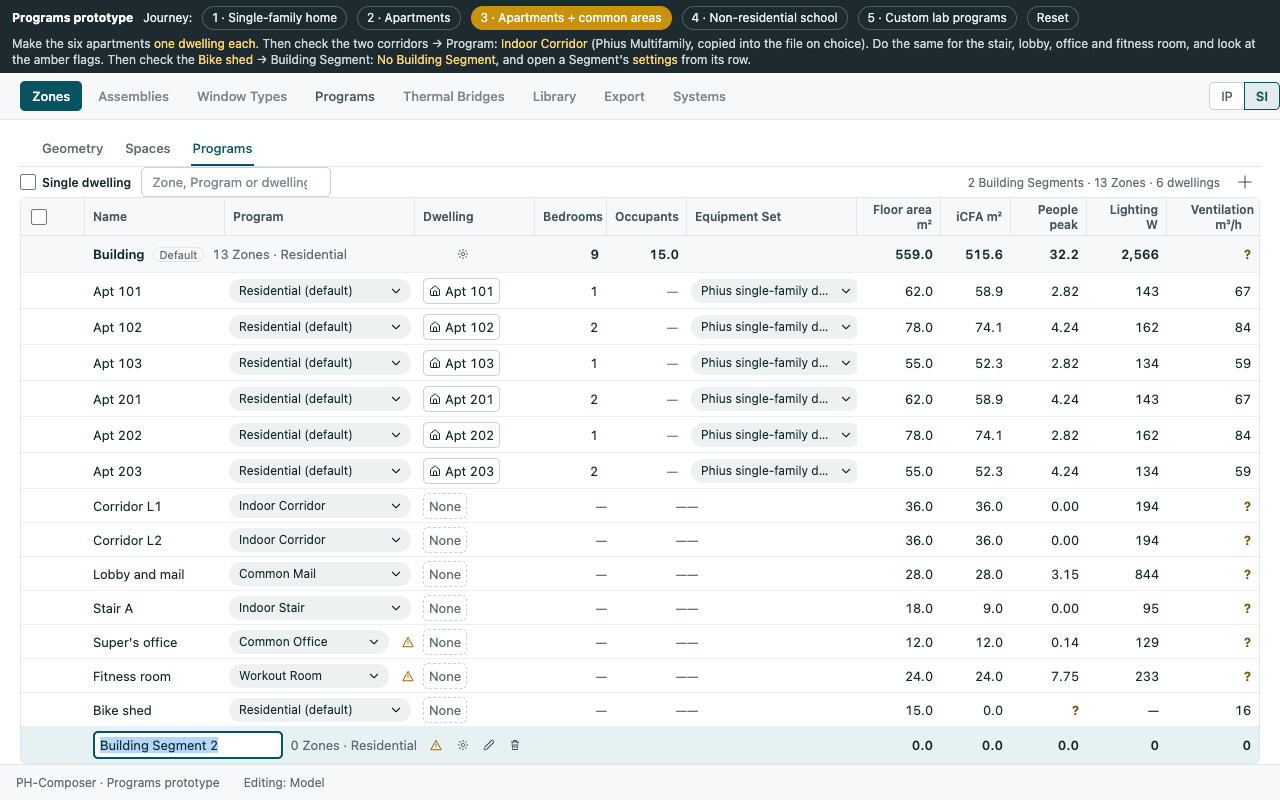 Programs prototype Journey: 1 · Single-family home 2 · Apartments 3 · Apartments + common areas 4 · Non-residential school 5 · Custom lab programs Reset
Make the six apartments one dwelling each. Then check the two corridors → Program: Indoor Corridor (Phius Multifamily, copied into the file on choice). Do the same for the stair, lobby, office and fitness room, and look at
the amber flags. Then check the Bike shed → Building Segment: No Building Segment, and open a Segment's settings from its row.
Zones Assemblies Window Types Programs Thermal Bridges Library Export Systems IP SI
Geometry Spaces Programs
Single dwelling Zone, Program or dwelling 2 Building Segments · 13 Zones · 6 dwellings
Name Program Dwelling Bedrooms Occupants Equipment Set Floor area m² iCFA m² People peak Lighting W Ventilation m³/h
Building Default 13 Zones · Residential 9 15.0 559.0 515.6 32.2 2,566 ?
Apt 101 Residential (default) Apt 101 1 — Phius single-family d... 62.0 58.9 2.82 143 67
Apt 102 Residential (default) Apt 102 2 — Phius single-family d... 78.0 74.1 4.24 162 84
Apt 103 Residential (default) Apt 103 1 — Phius single-family d... 55.0 52.3 2.82 134 59
Apt 201 Residential (default) Apt 201 2 — Phius single-family d... 62.0 58.9 4.24 143 67
Apt 202 Residential (default) Apt 202 1 — Phius single-family d... 78.0 74.1 2.82 162 84
Apt 203 Residential (default) Apt 203 2 — Phius single-family d... 55.0 52.3 4.24 134 59
Corridor L1 Indoor Corridor None — — — 36.0 36.0 0.00 194 ?
Corridor L2 Indoor Corridor None — — — 36.0 36.0 0.00 194 ?
Lobby and mail Common Mail None — — — 28.0 28.0 3.15 844 ?
Stair A Indoor Stair None — — — 18.0 9.0 0.00 95 ?
Super's office Common Office None — — — 12.0 12.0 0.14 129 ?
Fitness room Workout Room None — — — 24.0 24.0 7.75 233 ?
Bike shed Residential (default) None — — — 15.0 0.0 ? — 16
Building Segment 2 0 Zones · Residential 0.0 0.0 0.0 0 0
PH-Composer · Programs prototype Editing: Model